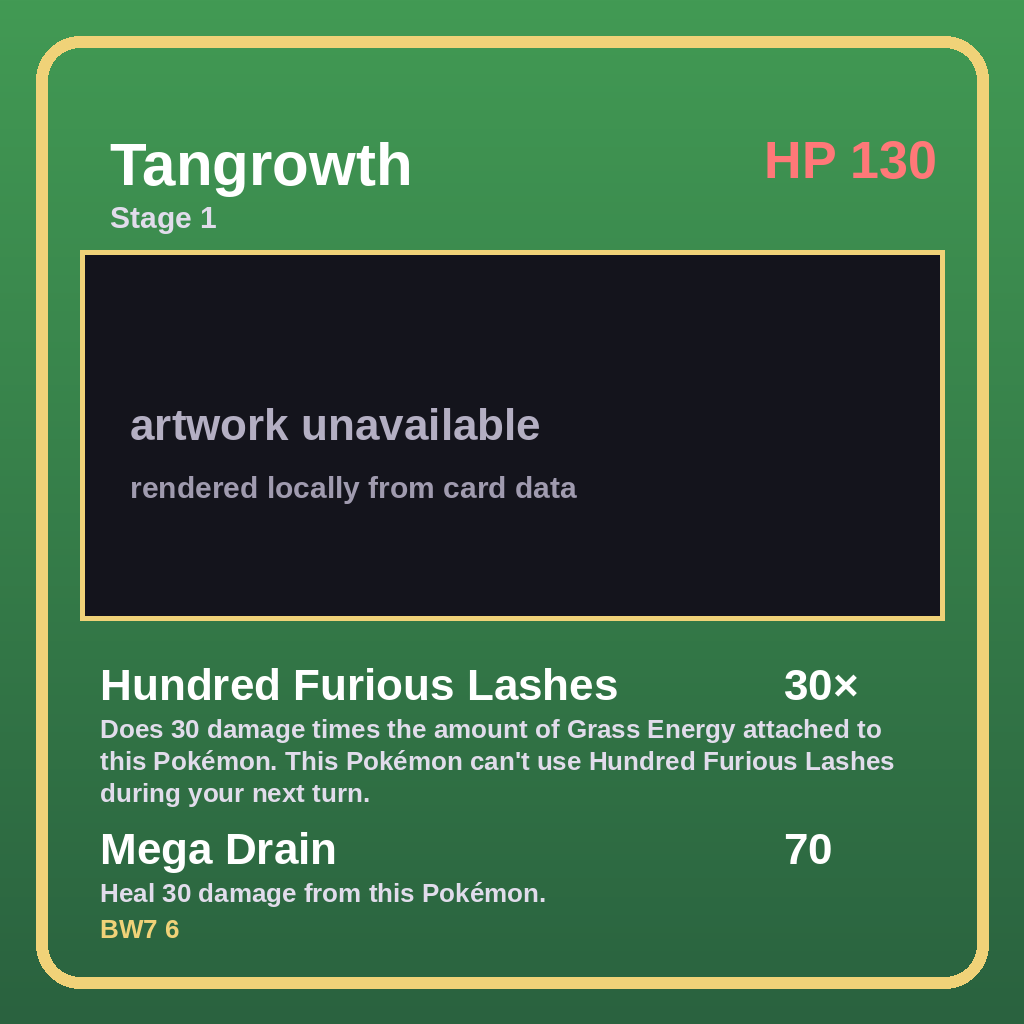 Tangrowth
HP 130
Stage 1
artwork unavailable
rendered locally from card data
Hundred Furious Lashes
30×
Does 30 damage times the amount of Grass Energy attached to
this Pokémon. This Pokémon can't use Hundred Furious Lashes
during your next turn.
Mega Drain
70
Heal 30 damage from this Pokémon.
BW7 6